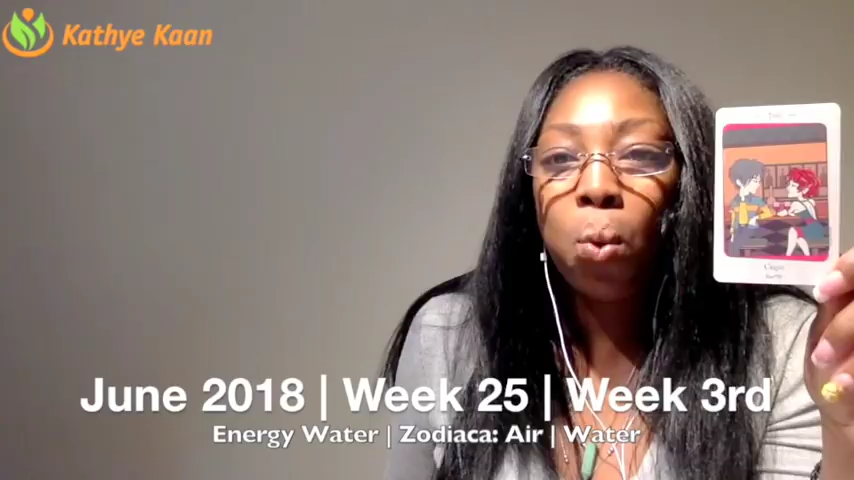 Kathye Kaan
June 2018 | Week 25 | Week 3rd
Energy Water | Zodiaca: Air | Water